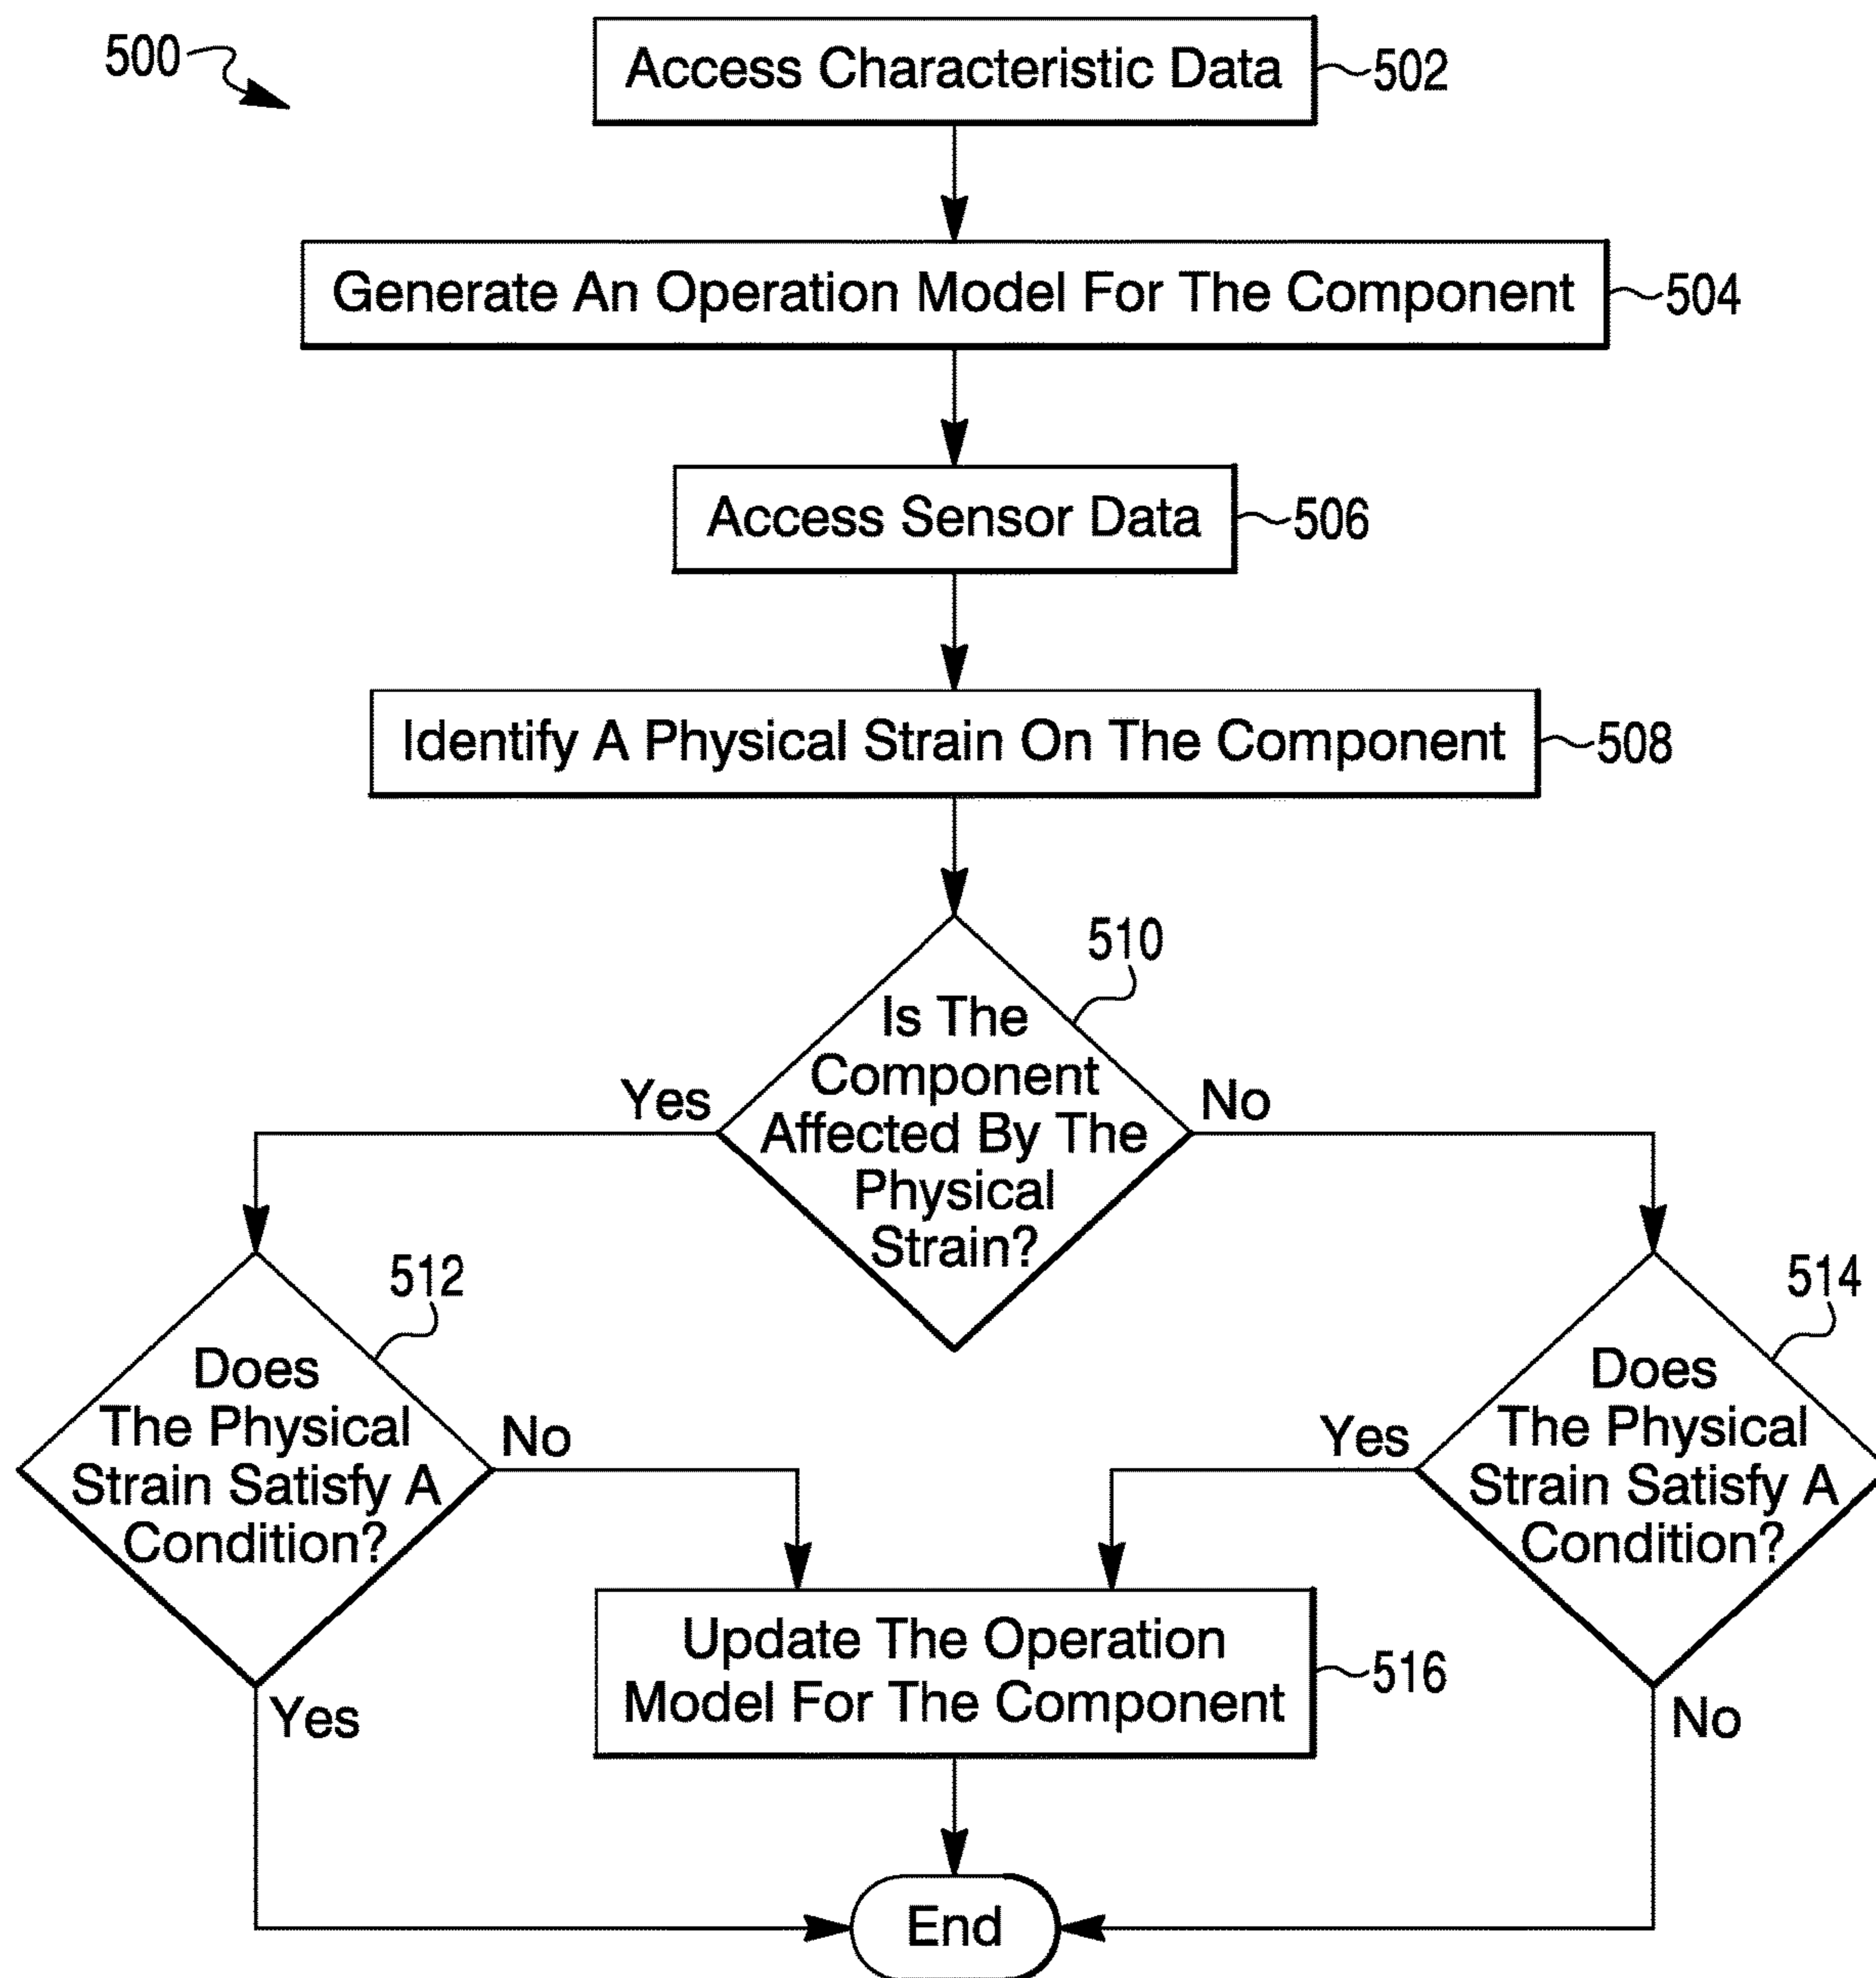 500
Access Characteristic Data
502
Generate An Operation Model For The Component
504
Access Sensor Data
506
Identify A Physical Strain On The Component
508
510
Is The
Component
Affected By The
Physical
Strain?
Yes
No
512
Does
The Physical
Strain Satisfy A
Condition?
No
Yes
514
Does
The Physical
Strain Satisfy A
Condition?
Yes
No
Update The Operation
Model For The Component
516
End